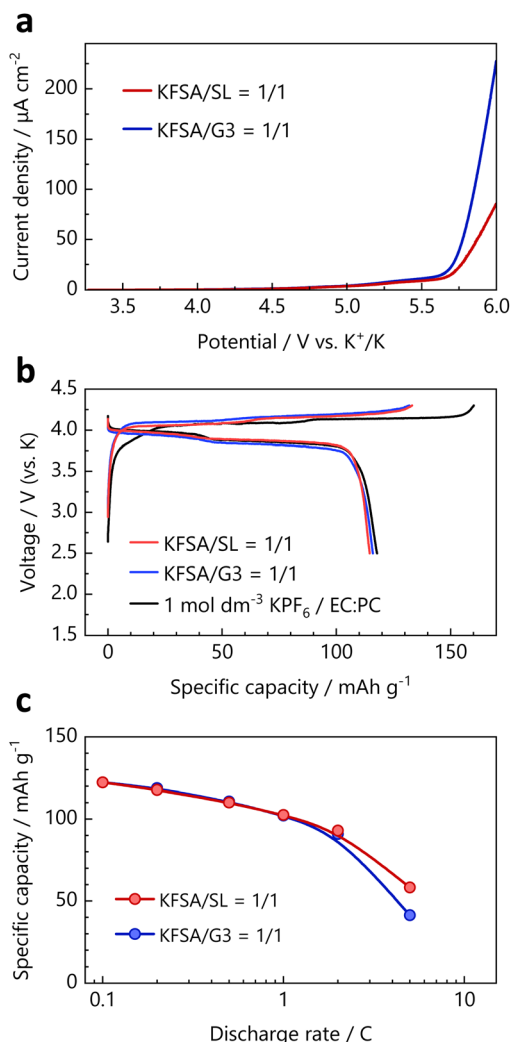 a
Current density / µA cm⁻²
200
150
100
50
0
KFSA/SL = 1/1
KFSA/G3 = 1/1
3.5 4.0 4.5 5.0 5.5 6.0
Potential / V vs. K⁺/K
b
Voltage / V (vs. K)
4.5
4.0
3.5
3.0
2.5
2.0
1.5
KFSA/SL = 1/1
KFSA/G3 = 1/1
1 mol dm⁻³ KPF₆ / EC:PC
0 50 100 150
Specific capacity / mAh g⁻¹
c
Specific capacity / mAh g⁻¹
150
100
50
0
KFSA/SL = 1/1
KFSA/G3 = 1/1
0.1 1 10
Discharge rate / C